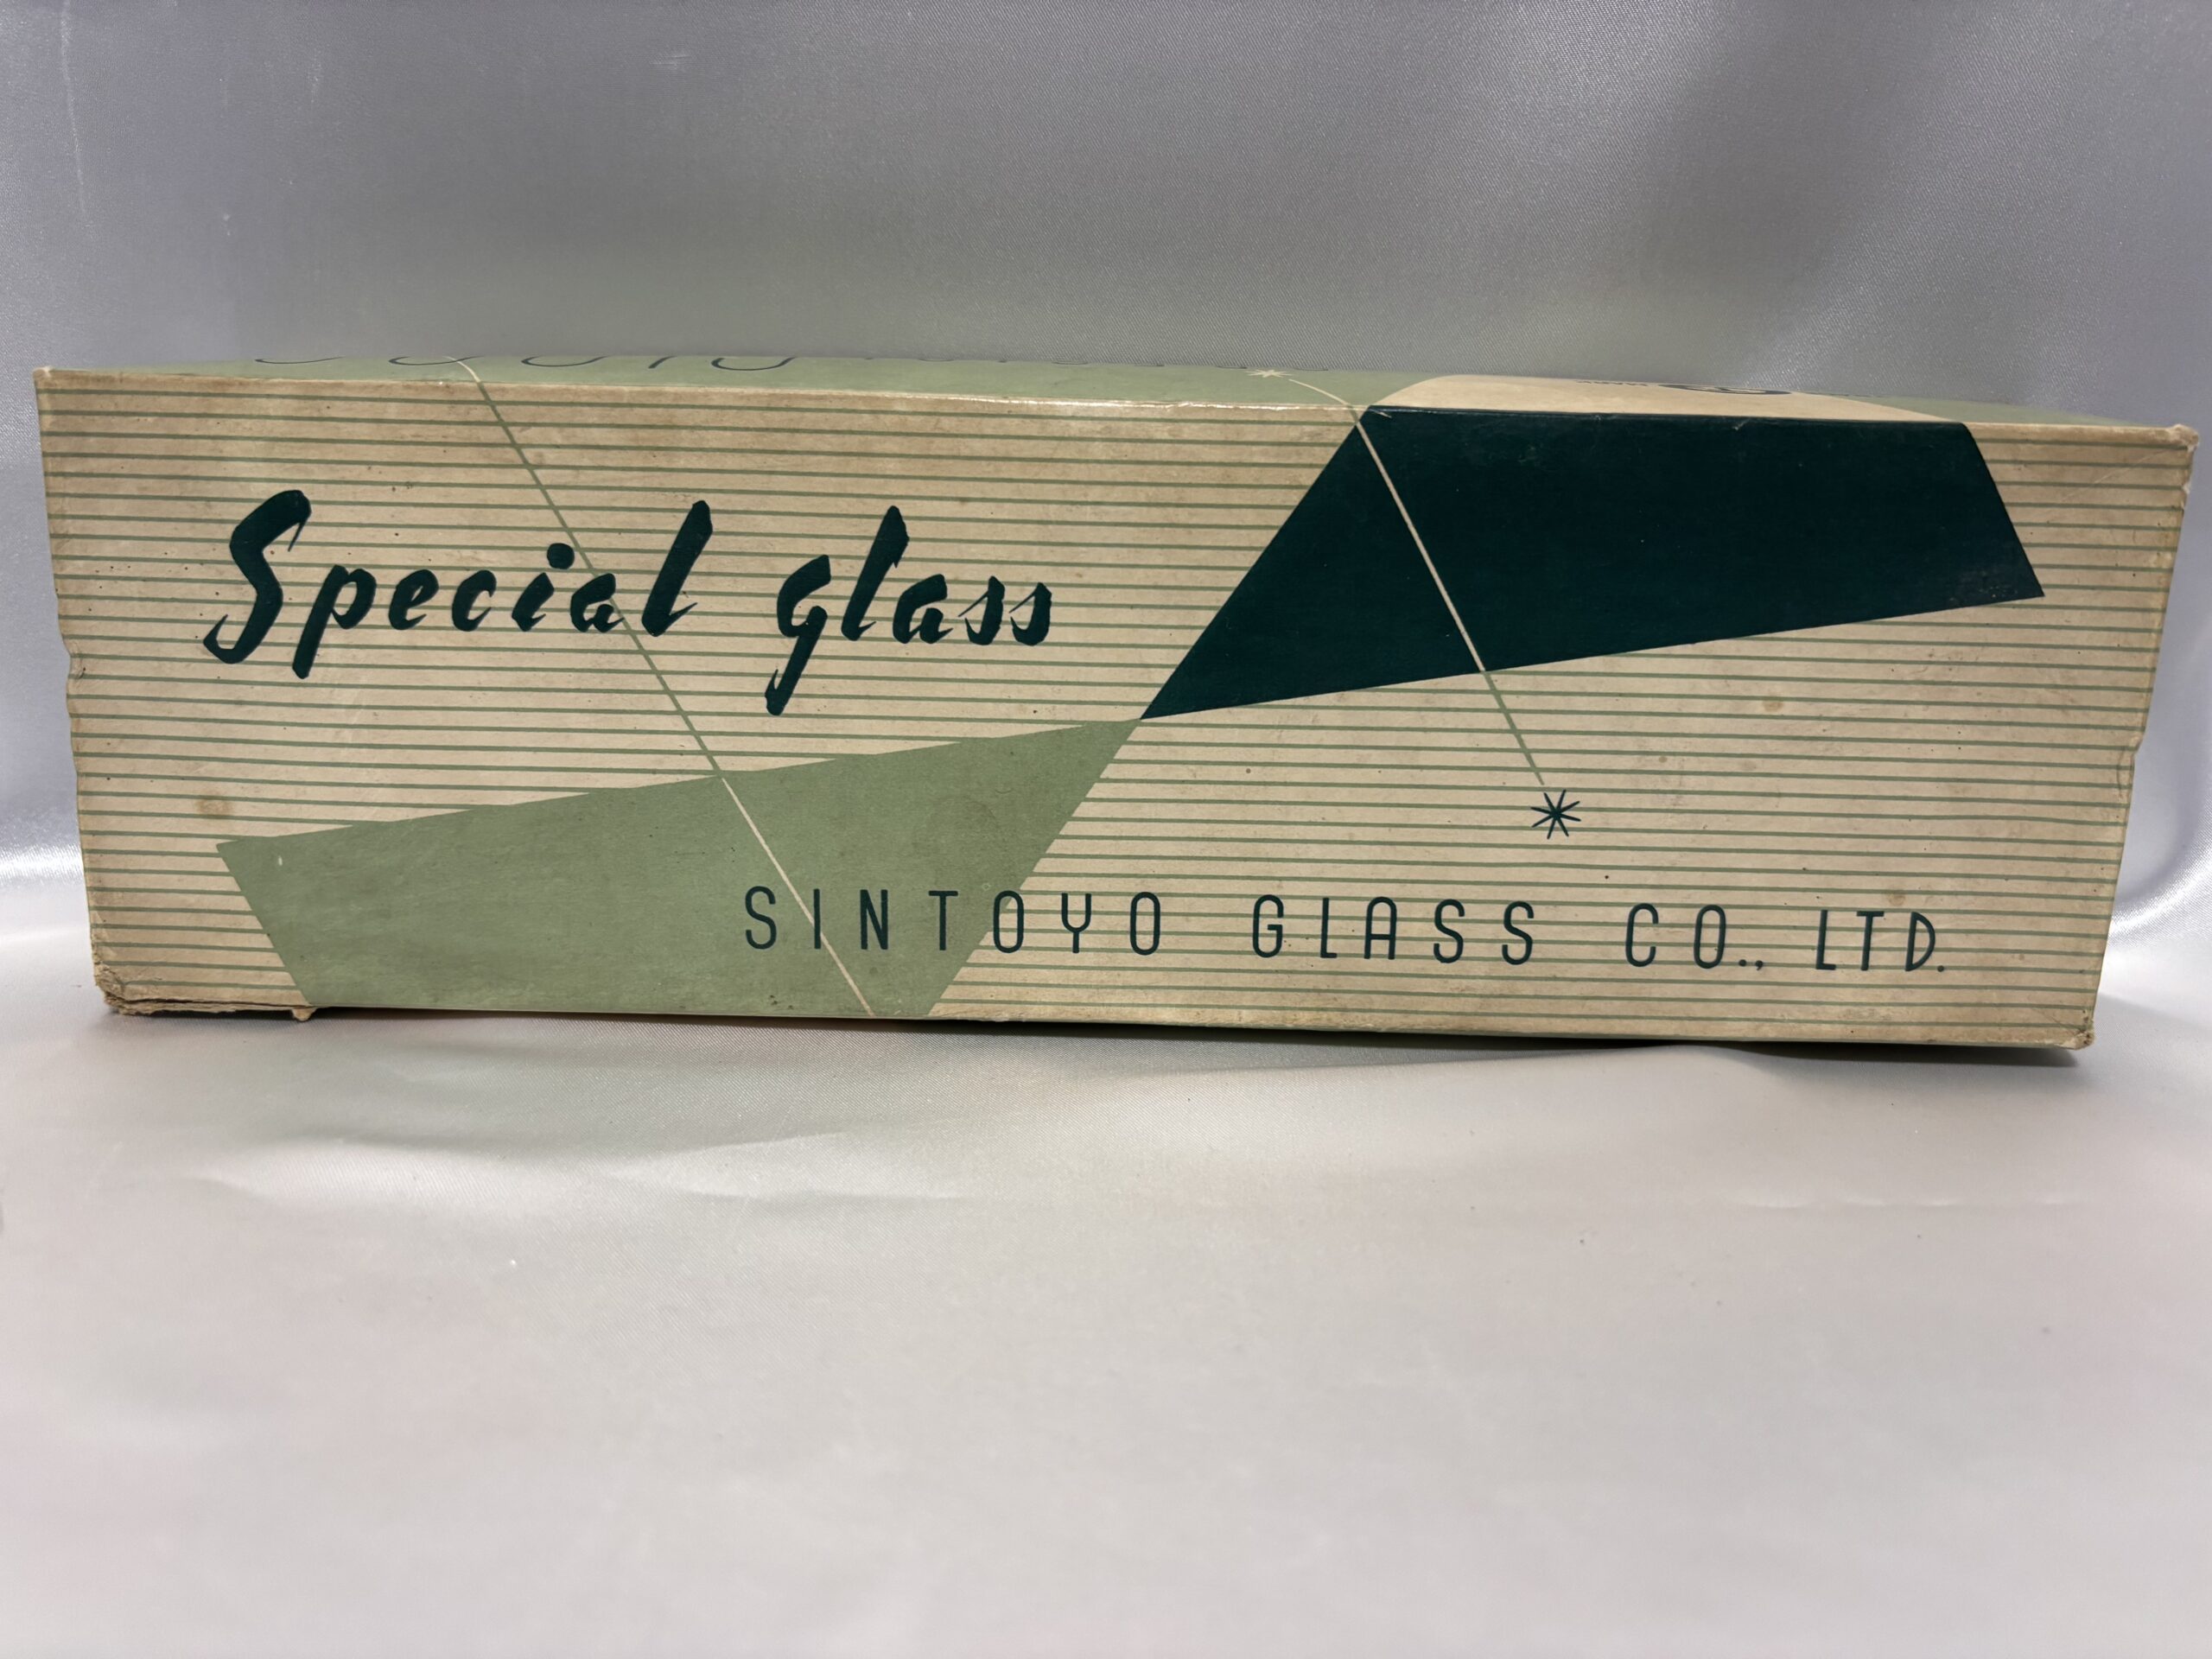 Special glass
SINTOYO GLASS CO., LTD.